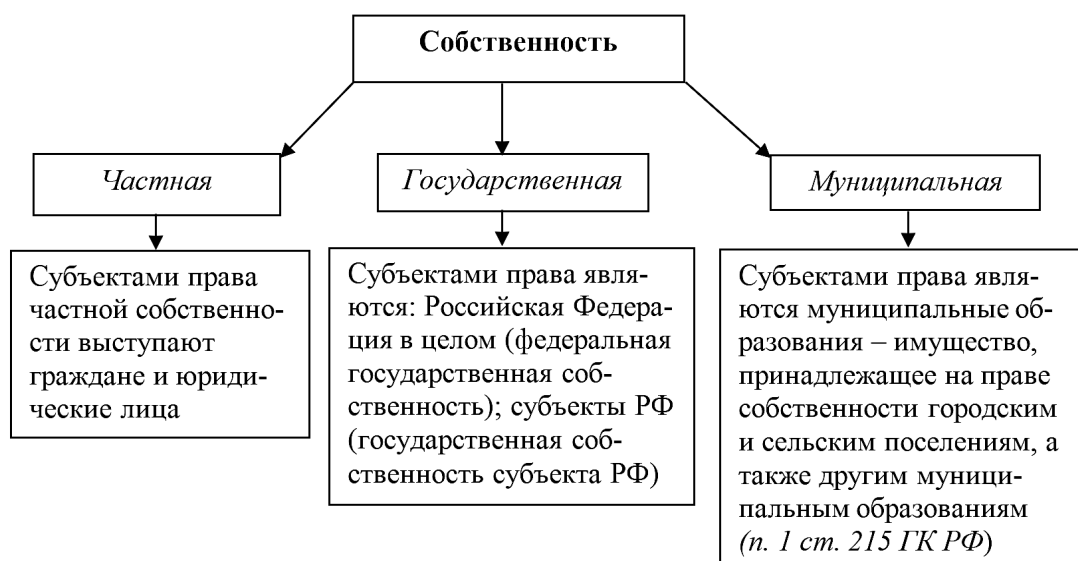 Собственность
Частная
Государственная
Муниципальная
Субъектами права
частной собственно-
сти выступают
граждане и юриди-
ческие лица
Субъектами права явля-
ются: Российская Федера-
ция в целом (федеральная
государственная соб-
ственность); субъекты РФ
(государственная соб-
ственность субъекта РФ)
Субъектами права явля-
ются муниципальные об-
разования – имущество,
принадлежащее на праве
собственности городским
и сельским поселениям, а
также другим муници-
пальным образованиям
(п. 1 ст. 215 ГК РФ)